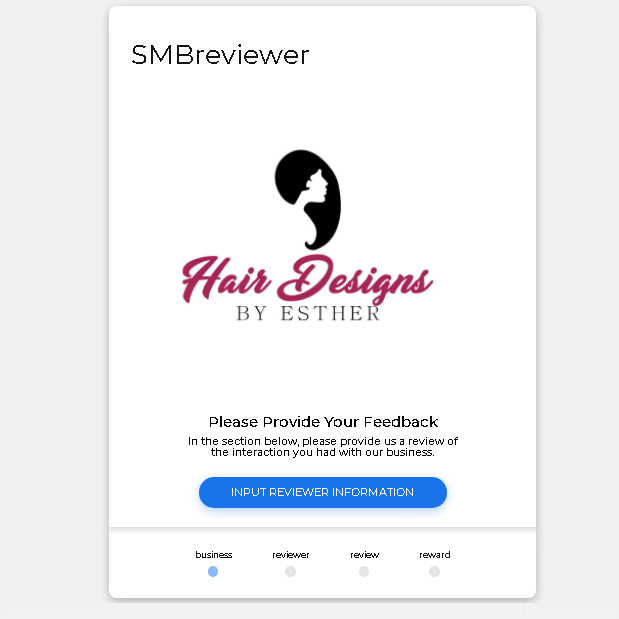 SMBreviewer
Hair Designs
BY ESTHER
Please Provide Your Feedback
In the section below, please provide us a review of
the interaction you had with our business.
INPUT REVIEWER INFORMATION
business reviewer review reward